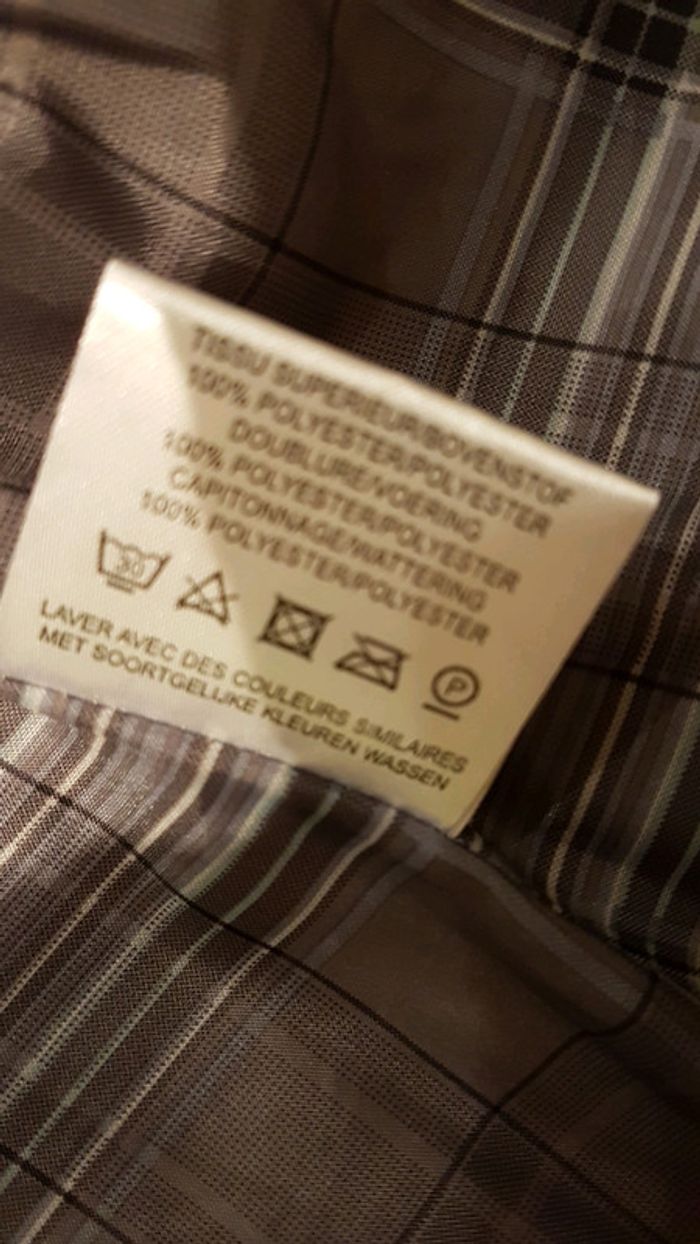 TISSU SUPERIEUR/BOVENSTOF
100% POLYESTER/POLYESTER
DOUBLURE/VOERING
100% POLYESTER/POLYESTER
CAPITONNAGE/WATTERING
100% POLYESTER/POLYESTER
30
P
LAVER AVEC DES COULEURS SIMILAIRES
MET SOORTGELIJKE KLEUREN WASSEN